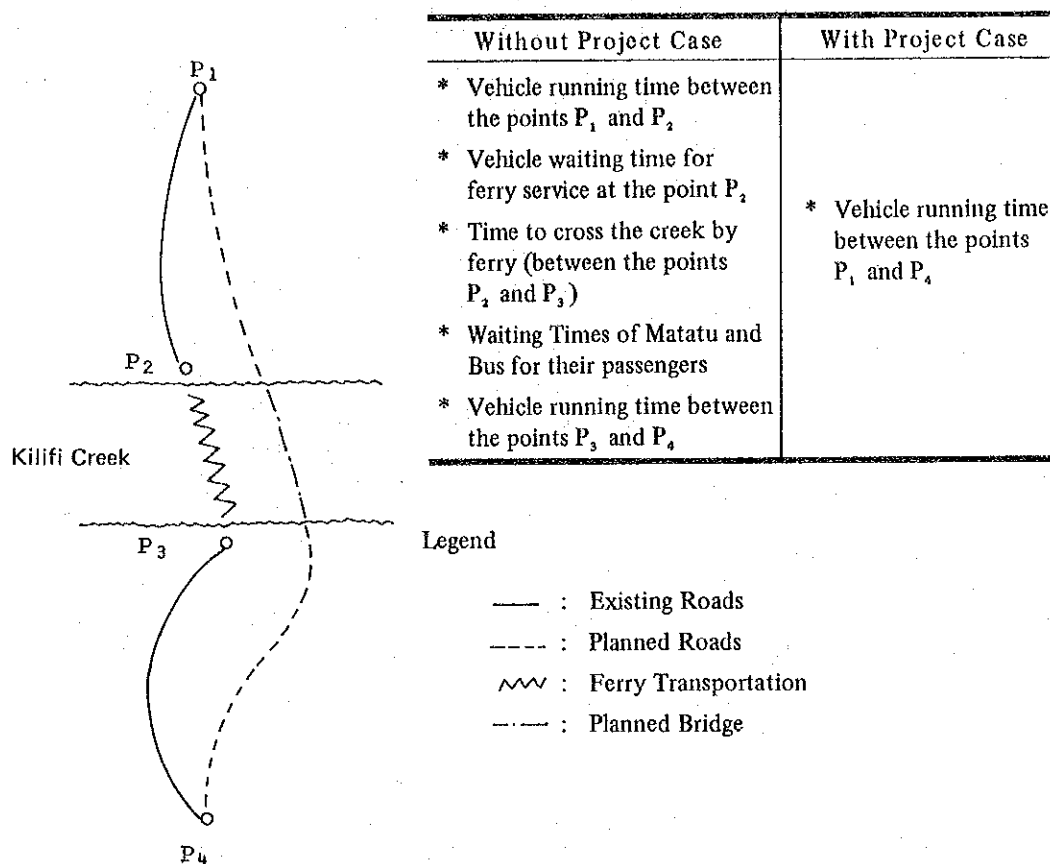 P1
P2
Kilifi Creek
P3
P4
Without Project Case
* Vehicle running time between
the points P1 and P2
* Vehicle waiting time for
ferry service at the point P2
* Time to cross the creek by
ferry (between the points
P2 and P3)
* Waiting Times of Matatu and
Bus for their passengers
* Vehicle running time between
the points P3 and P4
With Project Case
* Vehicle running time
between the points
P1 and P4
Legend
: Existing Roads
: Planned Roads
: Ferry Transportation
: Planned Bridge